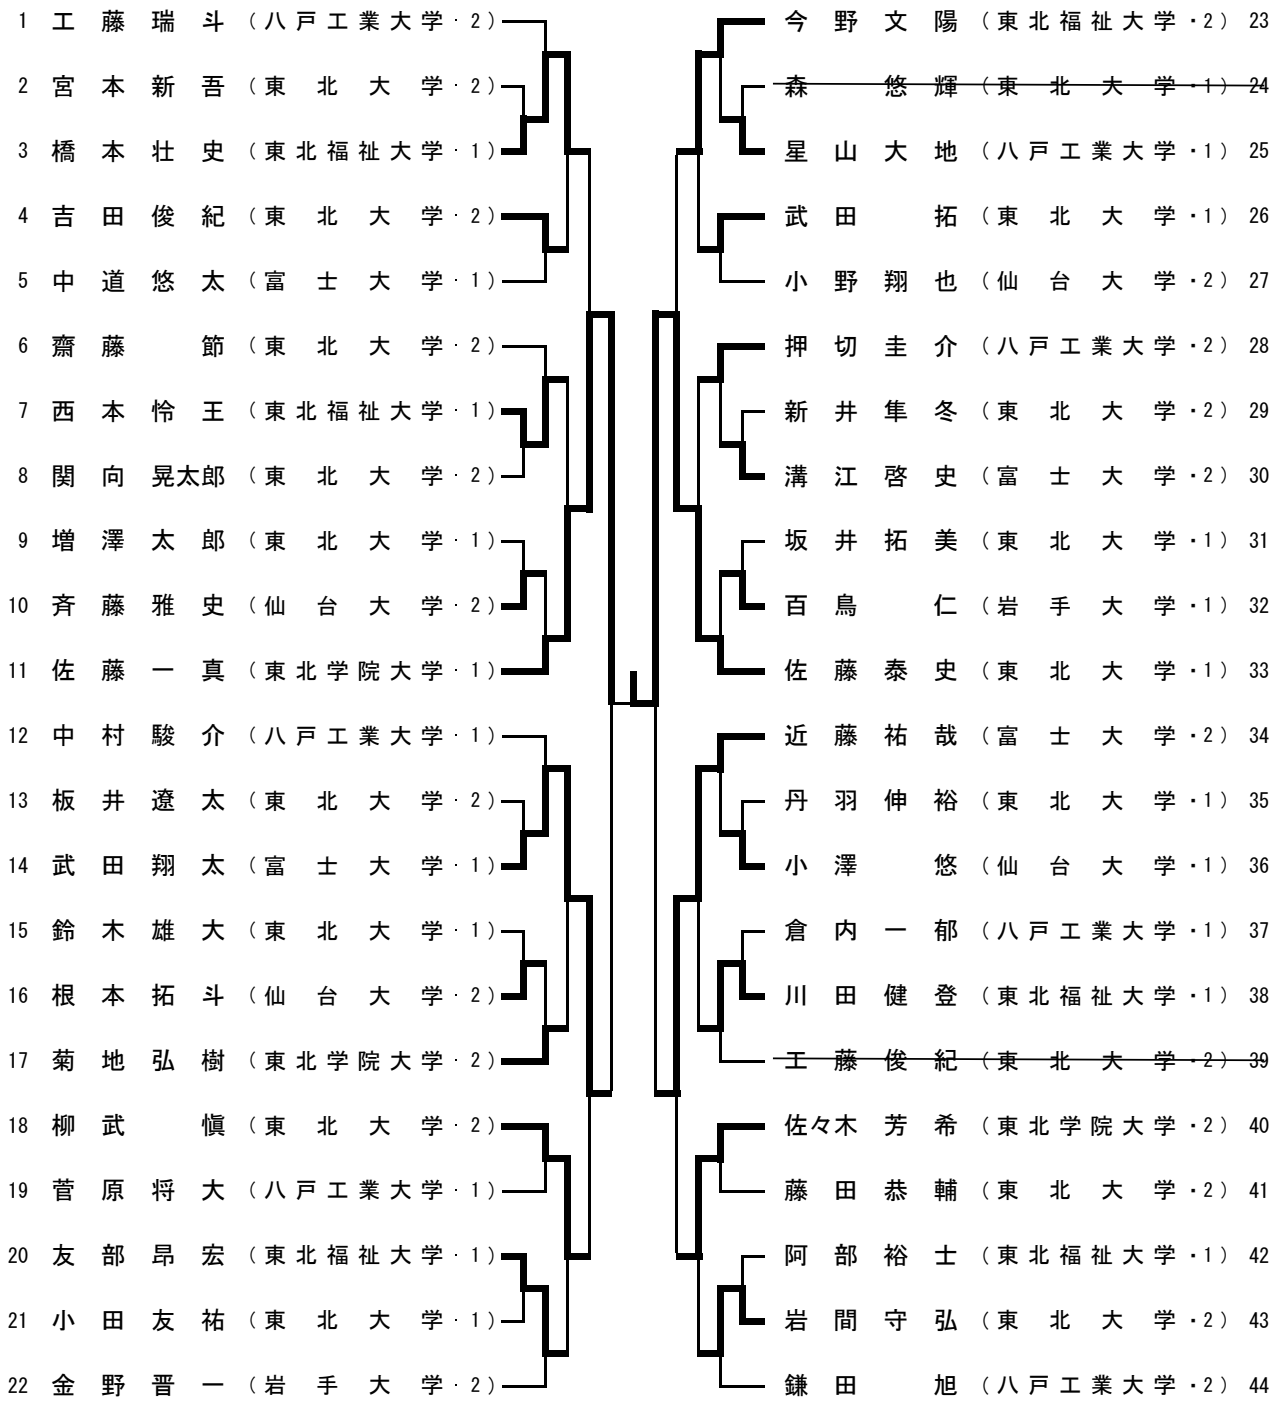 1 工藤瑞斗 (八戸工業大学・2)
2 宮本新吾 (東北大学・2)
3 橋本壮史 (東北福祉大学・1)
4 吉田俊紀 (東北大学・2)
5 中道悠太 (富士大学・1)
6 齋藤節 (東北大学・2)
7 西本怜王 (東北福祉大学・1)
8 関向晃太郎 (東北大学・2)
9 増澤太郎 (東北大学・1)
10 斉藤雅史 (仙台大学・2)
11 佐藤一真 (東北学院大学・1)
12 中村駿介 (八戸工業大学・1)
13 板井遼太 (東北大学・2)
14 武田翔太 (富士大学・1)
15 鈴木雄大 (東北大学・1)
16 根本拓斗 (仙台大学・2)
17 菊地弘樹 (東北学院大学・2)
18 柳武愼 (東北大学・2)
19 菅原将大 (八戸工業大学・1)
20 友部昂宏 (東北福祉大学・1)
21 小田友祐 (東北大学・1)
22 金野晋一 (岩手大学・2)
今野文陽 (東北福祉大学・2) 23
森悠輝 (東北大学・1) 24
星山大地 (八戸工業大学・1) 25
武田拓 (東北大学・1) 26
小野翔也 (仙台大学・2) 27
押切圭介 (八戸工業大学・2) 28
新井隼冬 (東北大学・2) 29
溝江啓史 (富士大学・2) 30
坂井拓美 (東北大学・1) 31
百鳥仁 (岩手大学・1) 32
佐藤泰史 (東北大学・1) 33
近藤祐哉 (富士大学・2) 34
丹羽伸裕 (東北大学・1) 35
小澤悠 (仙台大学・1) 36
倉内一郁 (八戸工業大学・1) 37
川田健登 (東北福祉大学・1) 38
工藤俊紀 (東北大学・2) 39
佐々木芳希 (東北学院大学・2) 40
藤田恭輔 (東北大学・2) 41
阿部裕士 (東北福祉大学・1) 42
岩間守弘 (東北大学・2) 43
鎌田旭 (八戸工業大学・2) 44